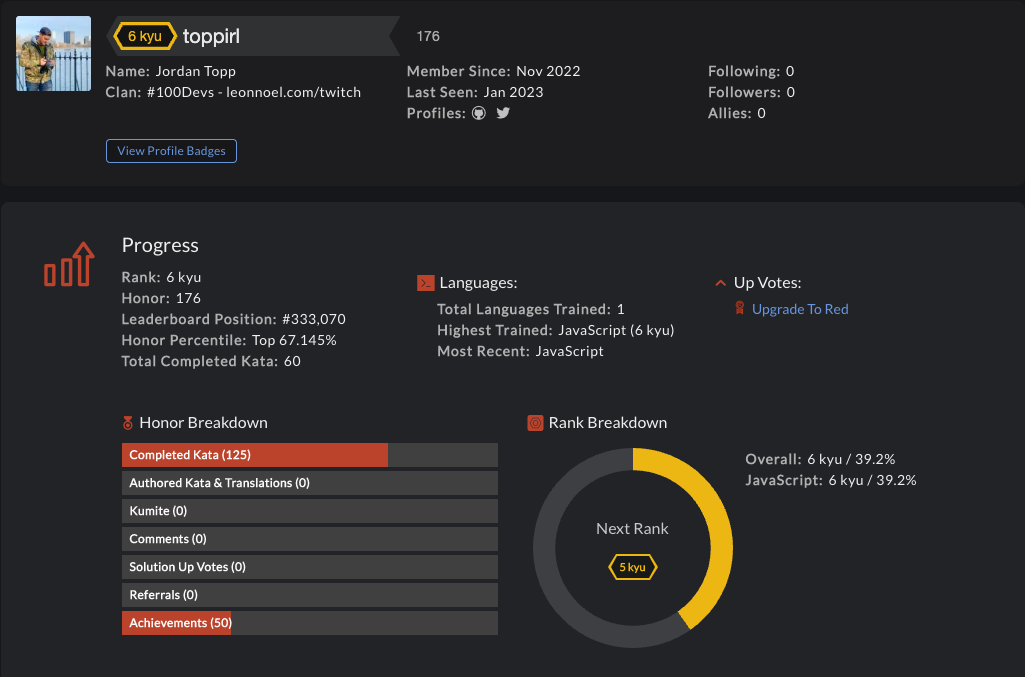 6 kyu toppirl 176
Name: Jordan Topp
Clan: #100Devs - leonnoel.com/twitch
Member Since: Nov 2022
Last Seen: Jan 2023
Profiles:
Following: 0
Followers: 0
Allies: 0
View Profile Badges
Progress
Rank: 6 kyu
Honor: 176
Leaderboard Position: #333,070
Honor Percentile: Top 67.145%
Total Completed Kata: 60
Languages:
Total Languages Trained: 1
Highest Trained: JavaScript (6 kyu)
Most Recent: JavaScript
Up Votes:
Upgrade To Red
Honor Breakdown
Completed Kata (125)
Authored Kata & Translations (0)
Kumite (0)
Comments (0)
Solution Up Votes (0)
Referrals (0)
Achievements (50)
Rank Breakdown
Next Rank
5 kyu
Overall: 6 kyu / 39.2%
JavaScript: 6 kyu / 39.2%